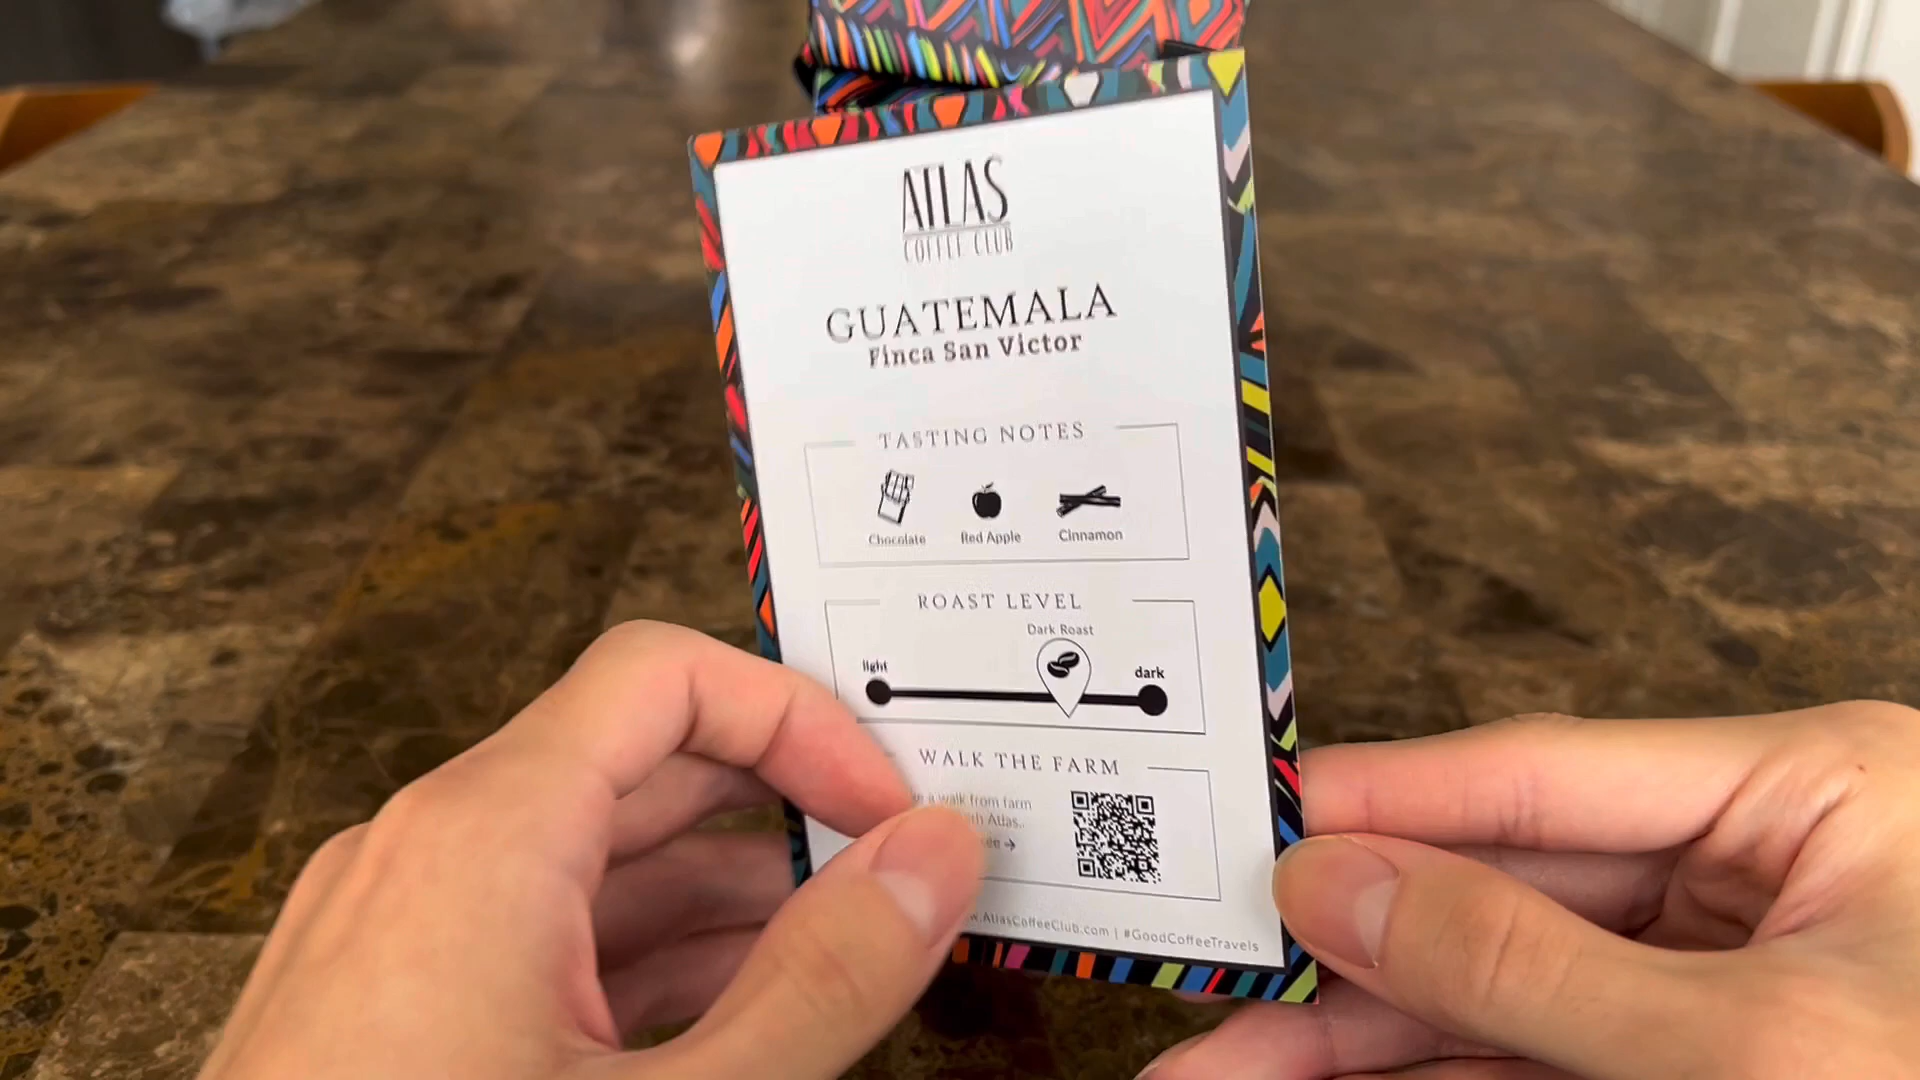 ATLAS
COFFEE CLUB
GUATEMALA
Finca San Victor
TASTING NOTES
Chocolate Red Apple Cinnamon
ROAST LEVEL
Dark Roast
light dark
WALK THE FARM
a walk from farm
Atlas..
→
.AtlasCoffeeClub.com | #GoodCoffeeTravels